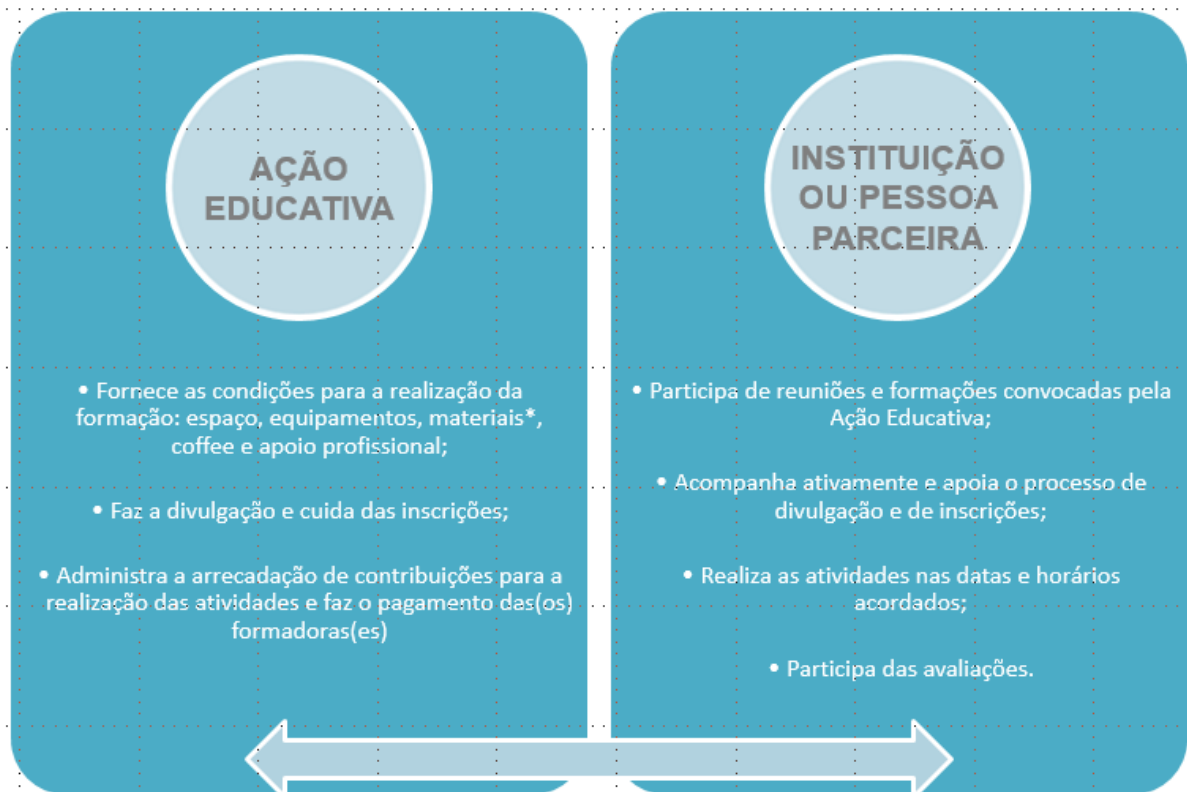 AÇÃO
EDUCATIVA
• Fornece as condições para a realização da
formação: espaço, equipamentos, materiais*,
coffee e apoio profissional;
• Faz a divulgação e cuida das inscrições;
• Administra a arrecadação de contribuições para a
realização das atividades e faz o pagamento das(os)
formadoras(es)
INSTITUIÇÃO
OU PESSOA
PARCEIRA
• Participa de reuniões e formações convocadas pela
Ação Educativa;
• Acompanha ativamente e apoia o processo de
divulgação e de inscrições;
• Realiza as atividades nas datas e horários
acordados;
• Participa das avaliações.